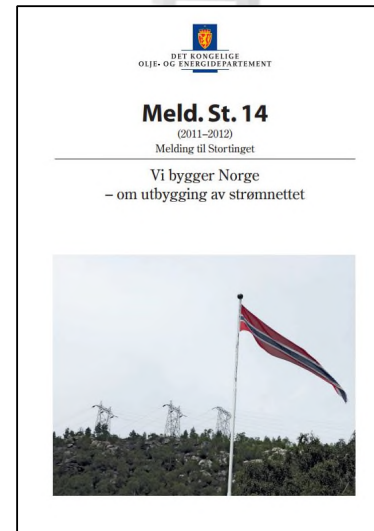 DET KONGELIGE
OLJE- OG ENERGIDEPARTEMENT
Meld. St. 14
(2011–2012)
Melding til Stortinget
Vi bygger Norge
– om utbygging av strømnettet